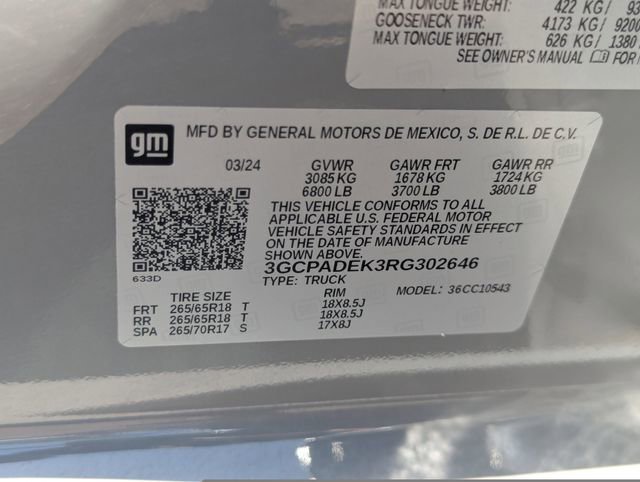 MAX TONGUE WEIGHT: 422 KG/ 93
GOOSENECK TWR: 4173 KG/ 9200
MAX TONGUE WEIGHT: 626 KG/ 1380
SEE OWNER'S MANUAL FOR
gm MFD BY GENERAL MOTORS DE MEXICO, S. DE R.L. DE C.V.
03/24 GVWR GAWR FRT GAWR RR
3085 KG 1678 KG 1724 KG
6800 LB 3700 LB 3800 LB
THIS VEHICLE CONFORMS TO ALL
APPLICABLE U.S. FEDERAL MOTOR
VEHICLE SAFETY STANDARDS IN EFFECT
ON THE DATE OF MANUFACTURE
SHOWN ABOVE.
3GCPADEK3RG302646
633D
TYPE: TRUCK MODEL: 36CC10543
TIRE SIZE RIM
FRT 265/65R18 T 18X8.5J
RR 265/65R18 T 18X8.5J
SPA 265/70R17 S 17X8J